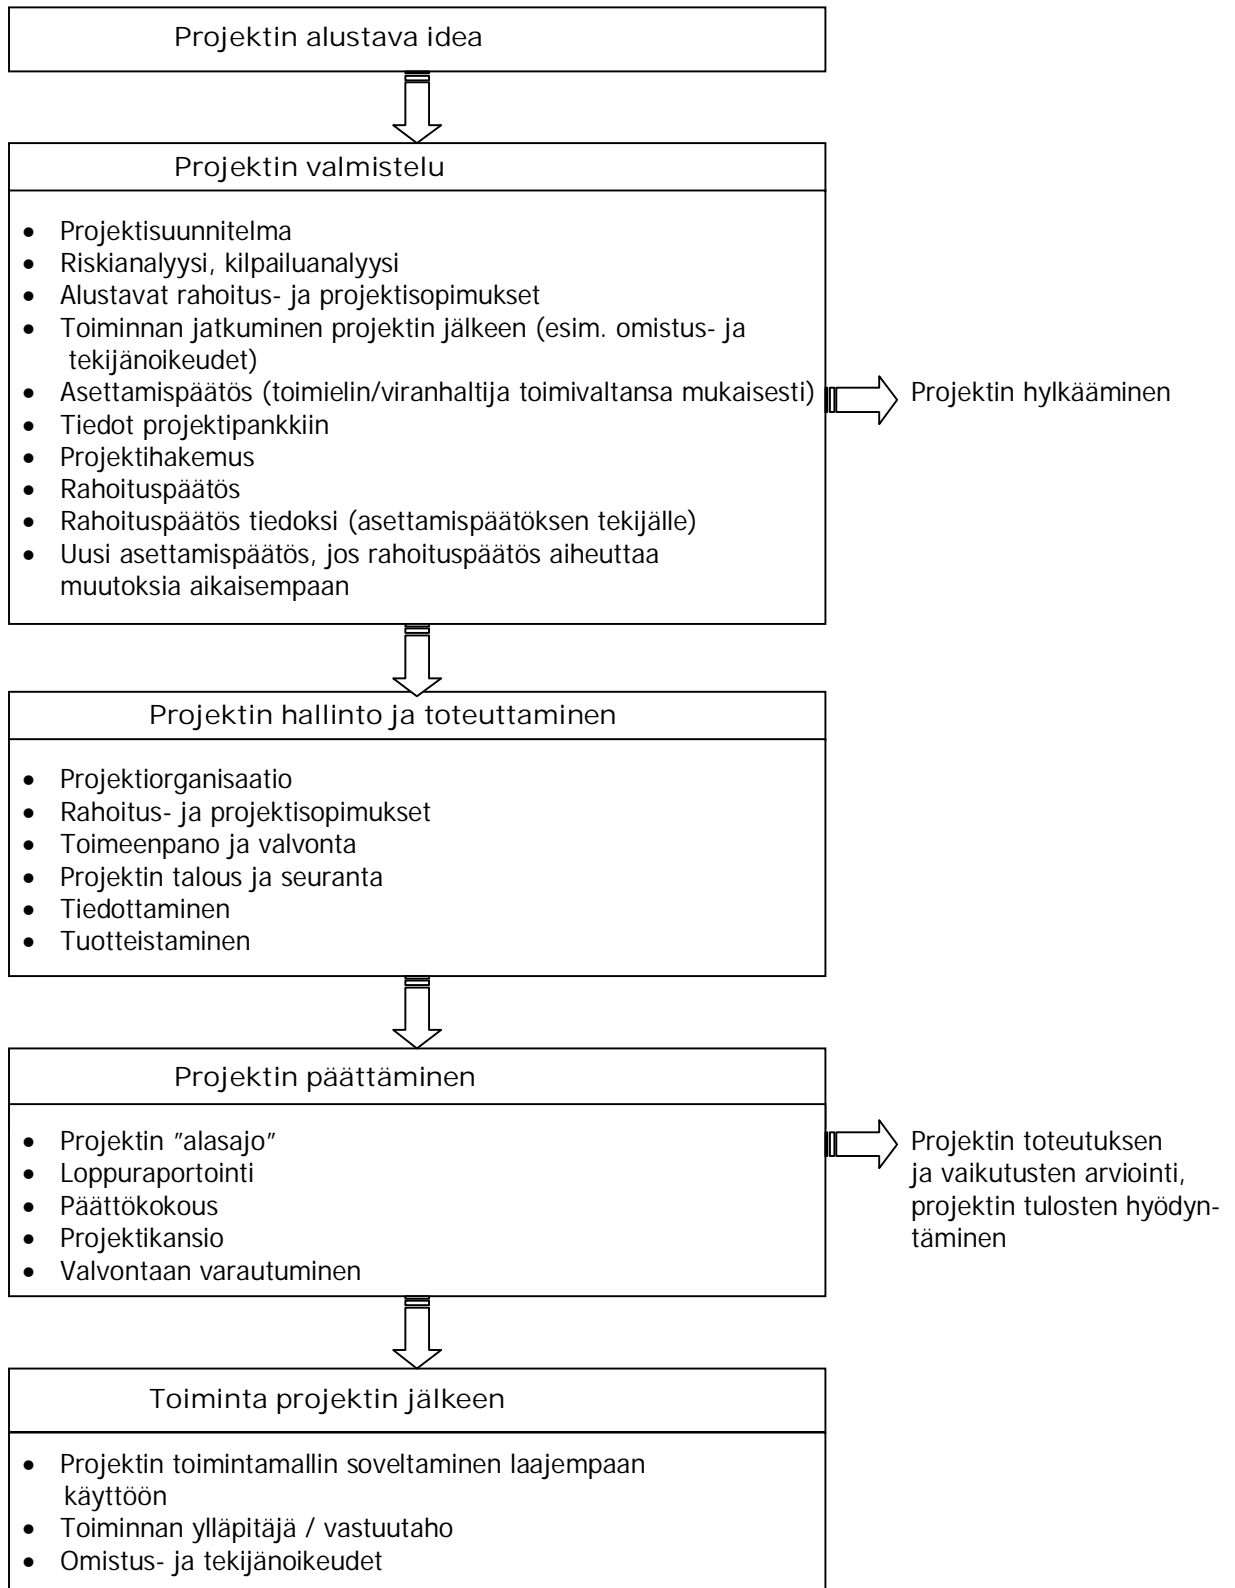 Projektin alustava idea
Projektin valmistelu
• Projektisuunnitelma
• Riskianalyysi, kilpailuanalyysi
• Alustavat rahoitus- ja projektisopimukset
• Toiminnan jatkuminen projektin jälkeen (esim. omistus- ja
tekijänoikeudet)
• Asettamispäätös (toimielin/viranhaltija toimivaltansa mukaisesti)
Projektin hylkääminen
• Tiedot projektipankkiin
• Projektihakemus
• Rahoituspäätös
• Rahoituspäätös tiedoksi (asettamispäätöksen tekijälle)
• Uusi asettamispäätös, jos rahoituspäätös aiheuttaa
muutoksia aikaisempaan
Projektin hallinto ja toteuttaminen
• Projektiorganisaatio
• Rahoitus- ja projektisopimukset
• Toimeenpano ja valvonta
• Projektin talous ja seuranta
• Tiedottaminen
• Tuotteistaminen
Projektin päättäminen
• Projektin ”alasajo”
• Loppuraportointi
• Päättökokous
• Projektikansio
• Valvontaan varautuminen
Projektin toteutuksen
ja vaikutusten arviointi,
projektin tulosten hyödyn-
täminen
Toiminta projektin jälkeen
• Projektin toimintamallin soveltaminen laajempaan
käyttöön
• Toiminnan ylläpitäjä / vastuutaho
• Omistus- ja tekijänoikeudet